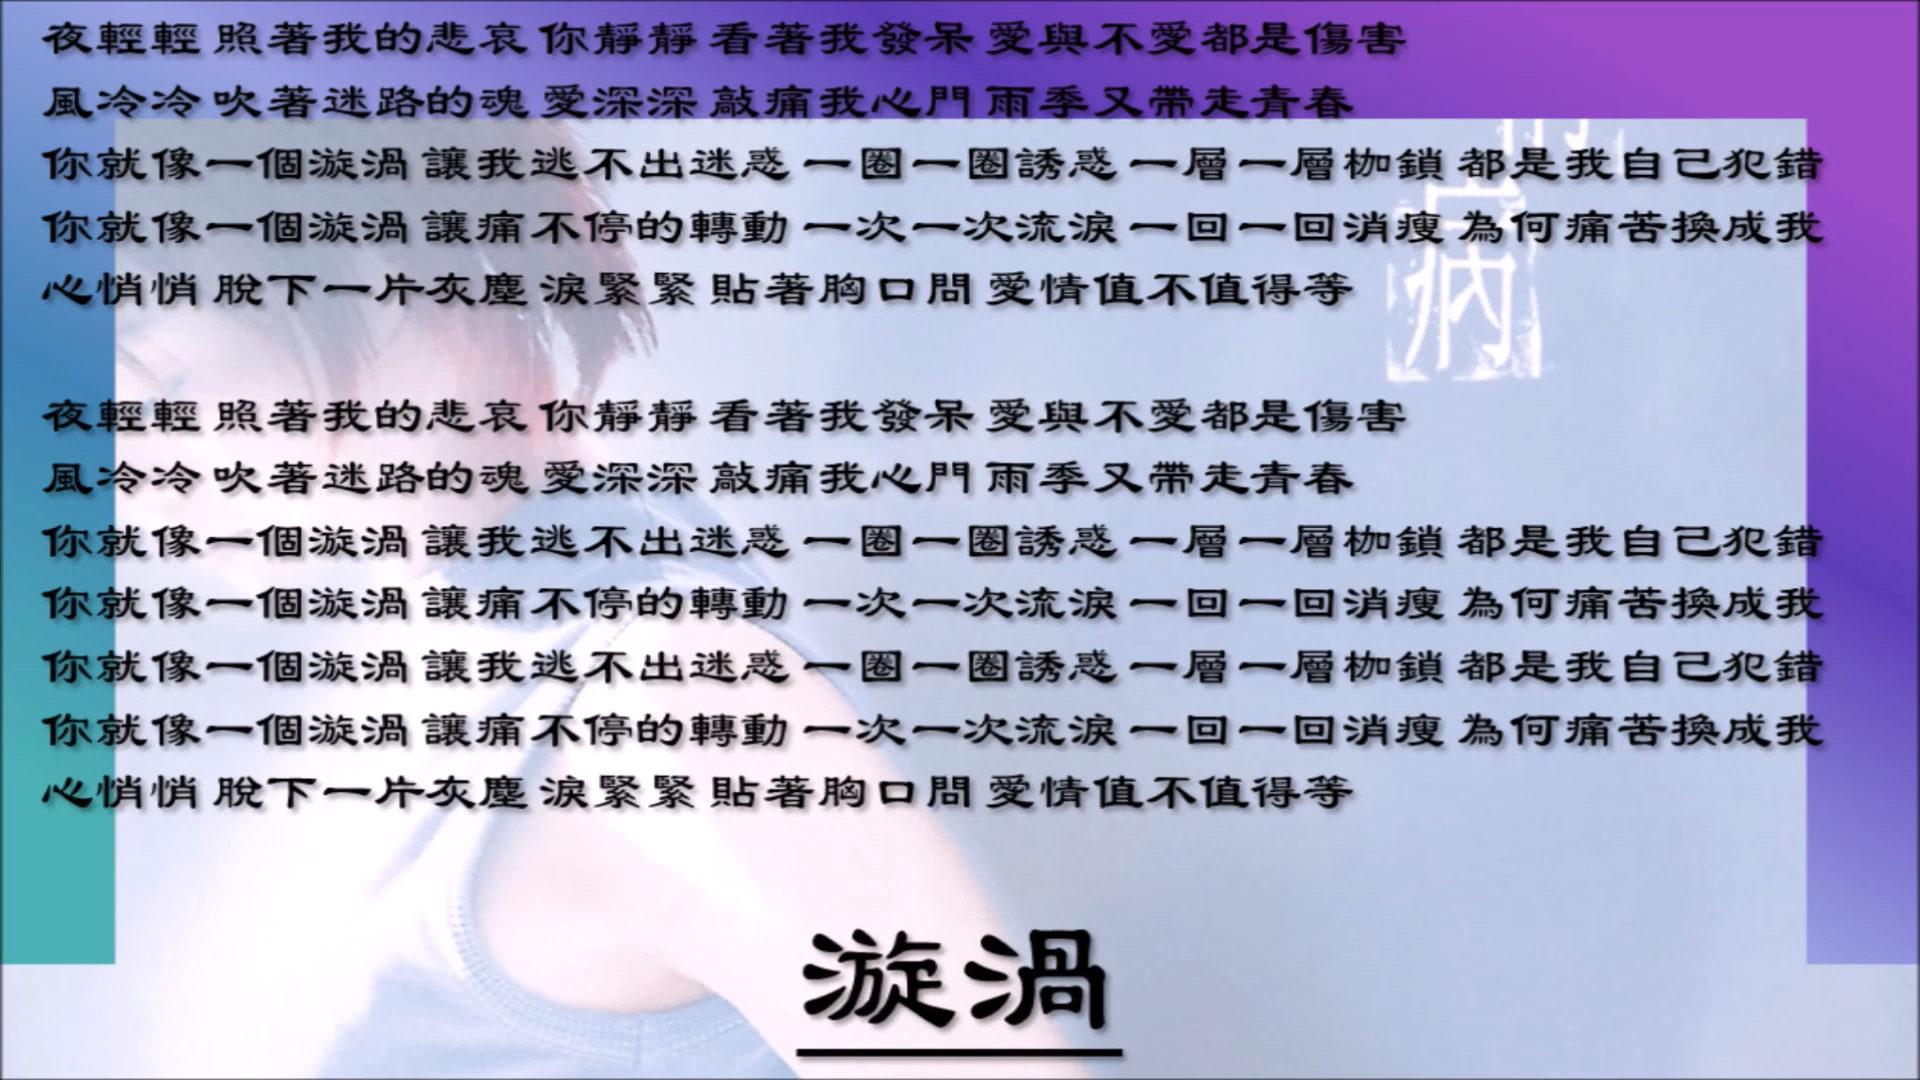 夜輕輕 照著我的悲哀 你靜靜 看著我發呆 愛與不愛都是傷害
風冷冷 吹著迷路的魂 愛深深 敲痛我心門 雨季又帶走青春
你就像一個漩渦 讓我逃不出迷惑 一圈一圈誘惑 一層一層枷鎖 都是我自己犯錯
你就像一個漩渦 讓痛不停的轉動 一次一次流淚 一回一回消瘦 為何痛苦換成我
心悄悄 脫下一片灰塵 淚緊緊 貼著胸口問 愛情值不值得等
夜輕輕 照著我的悲哀 你靜靜 看著我發呆 愛與不愛都是傷害
風冷冷 吹著迷路的魂 愛深深 敲痛我心門 雨季又帶走青春
你就像一個漩渦 讓我逃不出迷惑 一圈一圈誘惑 一層一層枷鎖 都是我自己犯錯
你就像一個漩渦 讓痛不停的轉動 一次一次流淚 一回一回消瘦 為何痛苦換成我
你就像一個漩渦 讓我逃不出迷惑 一圈一圈誘惑 一層一層枷鎖 都是我自己犯錯
你就像一個漩渦 讓痛不停的轉動 一次一次流淚 一回一回消瘦 為何痛苦換成我
心悄悄 脫下一片灰塵 淚緊緊 貼著胸口問 愛情值不值得等
病
漩渦